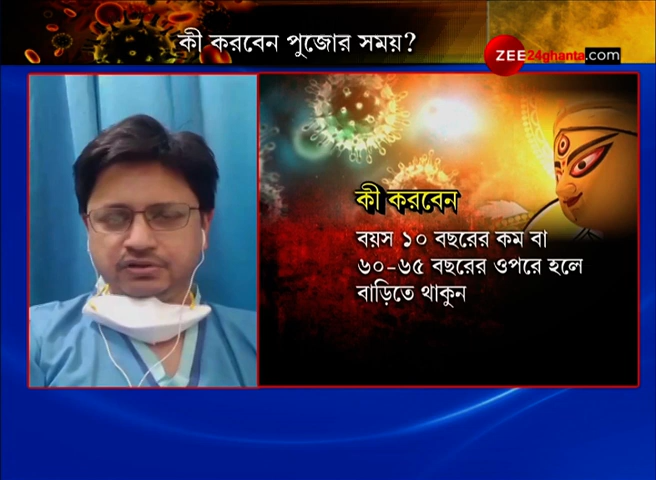 কী করবেন পুজোর সময়?
ZEE24ghanta.com
কী করবেন
বয়স ১০ বছরের কম বা
৬০-৬৫ বছরের ওপরে হলে
বাড়িতে থাকুন